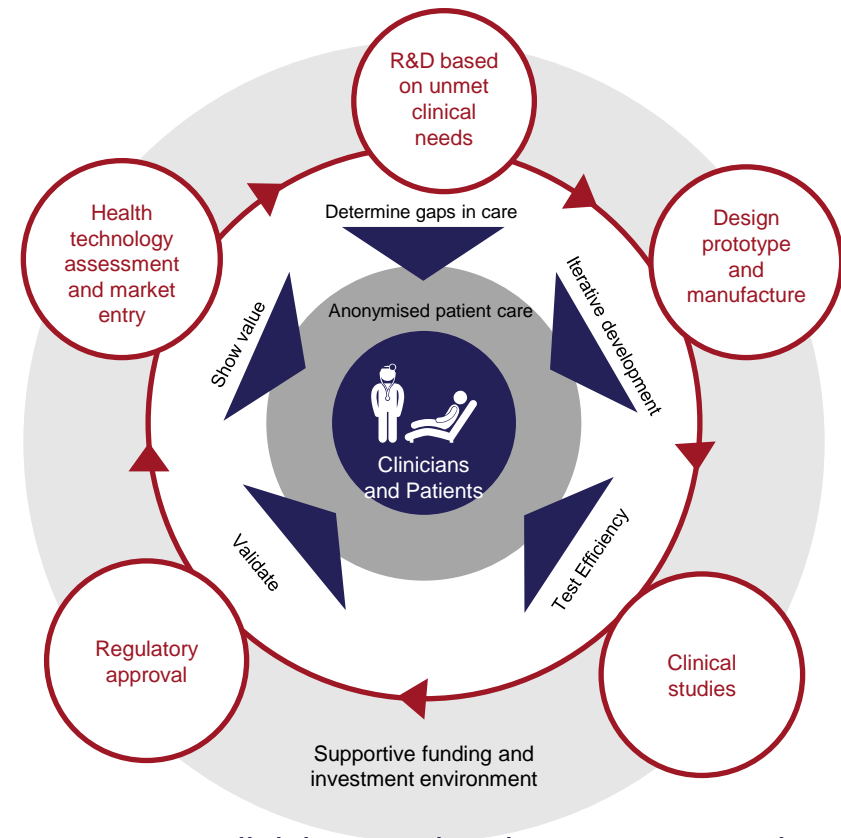 R&D based
on unmet
clinical
needs
Determine gaps in care
Design
prototype
and
manufacture
Iterative development
Health
technology
assessment
and market
entry
Show value
Anonymised patient care
Clinicians
and Patients
Validate
Test Efficiency
Regulatory
approval
Clinical
studies
Supportive funding and
investment environment